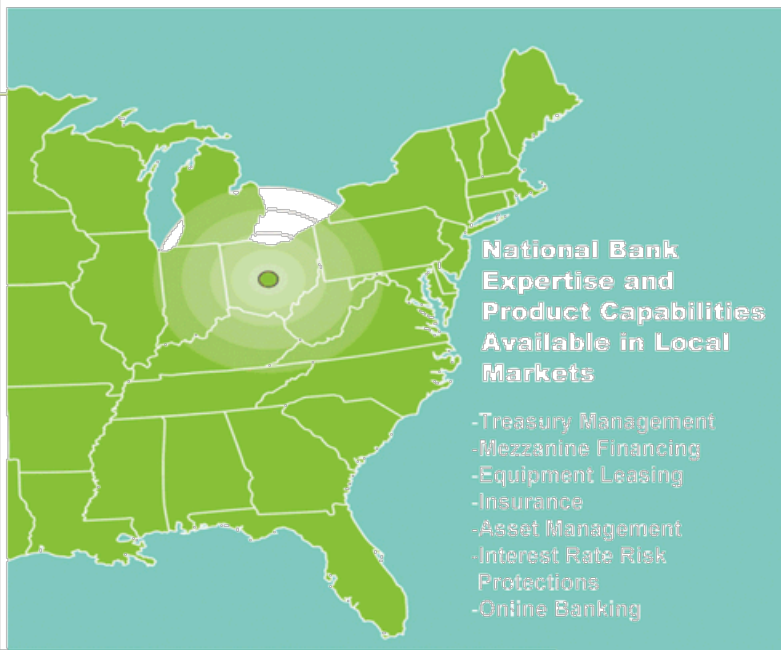 National Bank
Expertise and
Product Capabilities
Available in Local
Markets
-Treasury Management
-Mezzanine Financing
-Equipment Leasing
-Insurance
-Asset Management
-Interest Rate Risk
Protections
-Online Banking